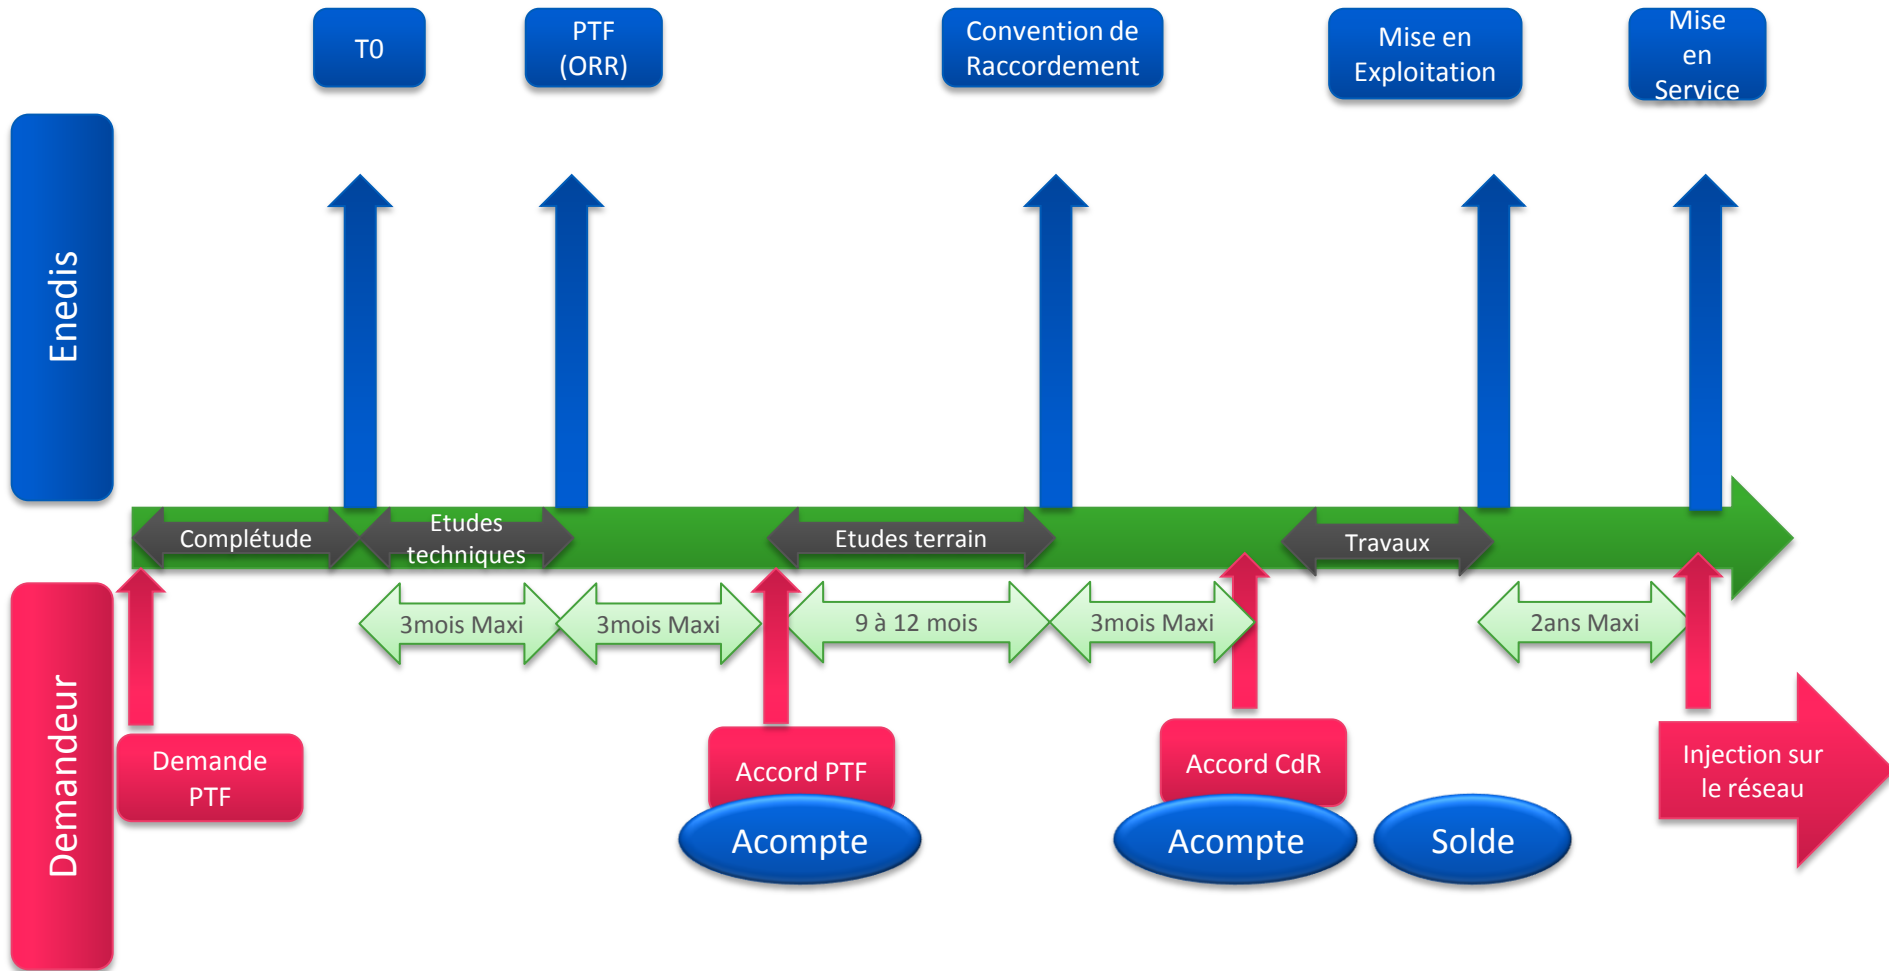 T0
PTF
(ORR)
Convention de
Raccordement
Mise en
Exploitation
Mise
en
Service
Enedis
Complétude
Etudes
techniques
Etudes terrain
Travaux
3mois Maxi
3mois Maxi
9 à 12 mois
3mois Maxi
2ans Maxi
Demandeur
Demande
PTF
Accord PTF
Acompte
Accord CdR
Acompte
Solde
Injection sur
le réseau